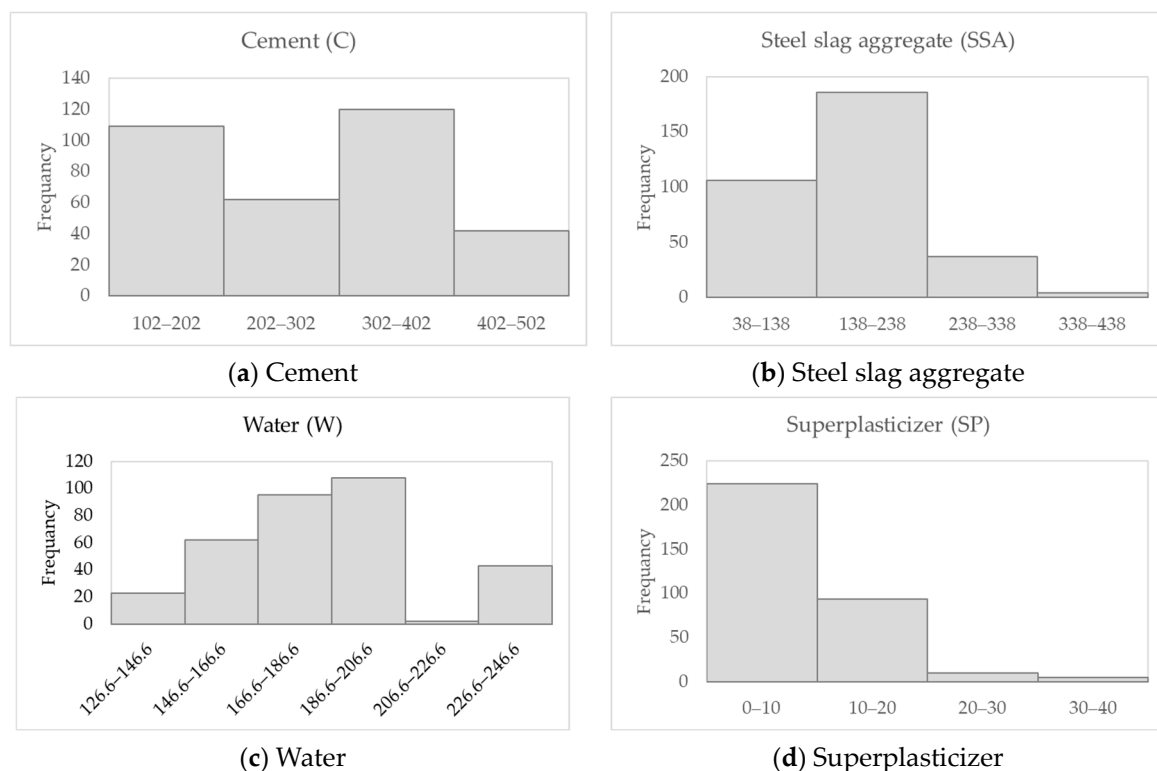 Cement (C)
Frequancy
140
120
100
80
60
40
20
0
102–202 202–302 302–402 402–502
(a) Cement
Steel slag aggregate (SSA)
Frequancy
200
150
100
50
0
38–138 138–238 238–338 338–438
(b) Steel slag aggregate
Water (W)
Frequancy
120
100
80
60
40
20
0
126.6–146.6 146.6–166.6 166.6–186.6 186.6–206.6 206.6–226.6 226.6–246.6
(c) Water
Superplasticizer (SP)
Frequancy
250
200
150
100
50
0
0–10 10–20 20–30 30–40
(d) Superplasticizer